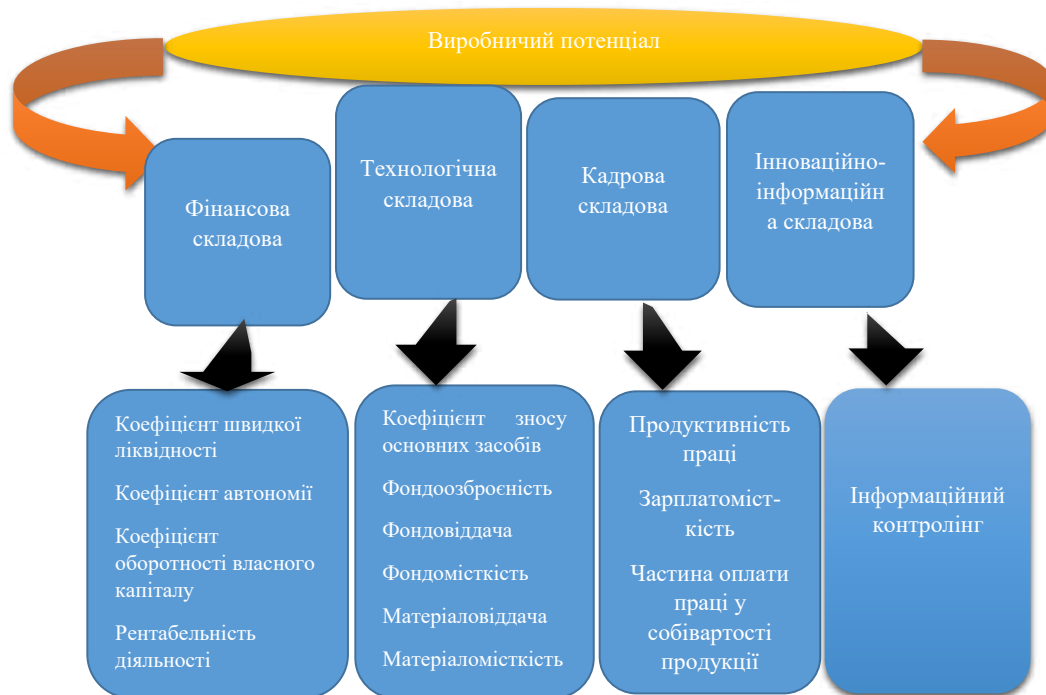 Виробничий потенціал
Фінансова
складова
Технологічна
складова
Кадрова
складова
Інноваційно-
інформаційн
а складова
Коефіцієнт швидкої
ліквідності
Коефіцієнт автономії
Коефіцієнт
оборотності власного
капіталу
Рентабельність
діяльності
Коефіцієнт зносу
основних засобів
Фондоозброєність
Фондовіддача
Фондомісткість
Матеріаловіддача
Матеріаломісткість
Продуктивність
праці
Зарплатоміст-
кість
Частина оплати
праці у
собівартості
продукції
Інформаційний
контролінг